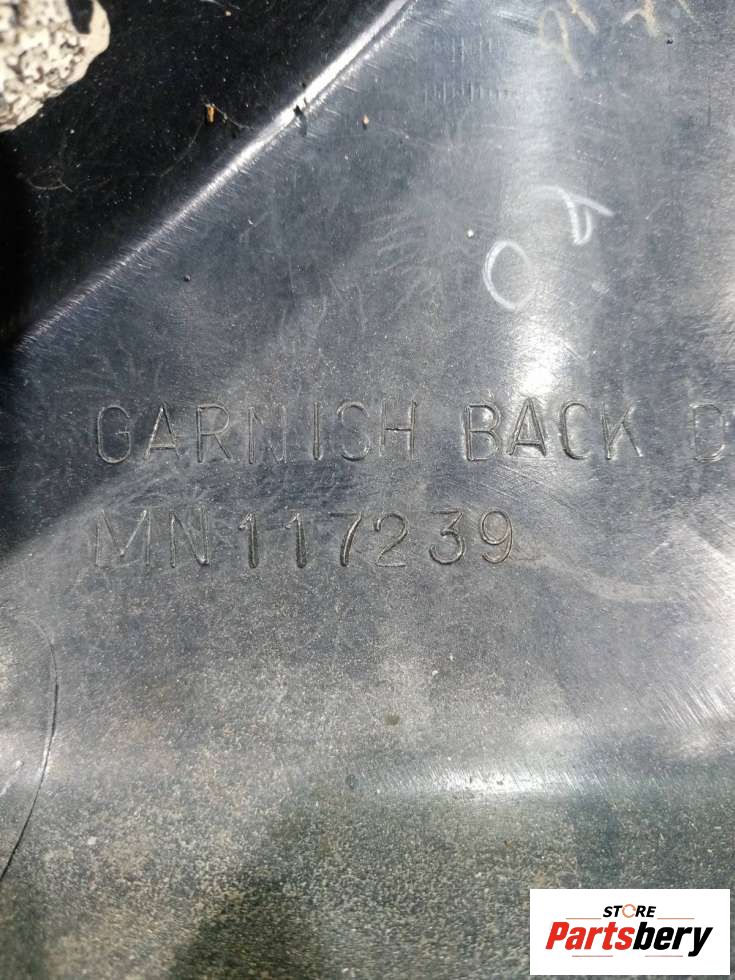 GARNISH BACK D
MN117239
STORE
Partsbery